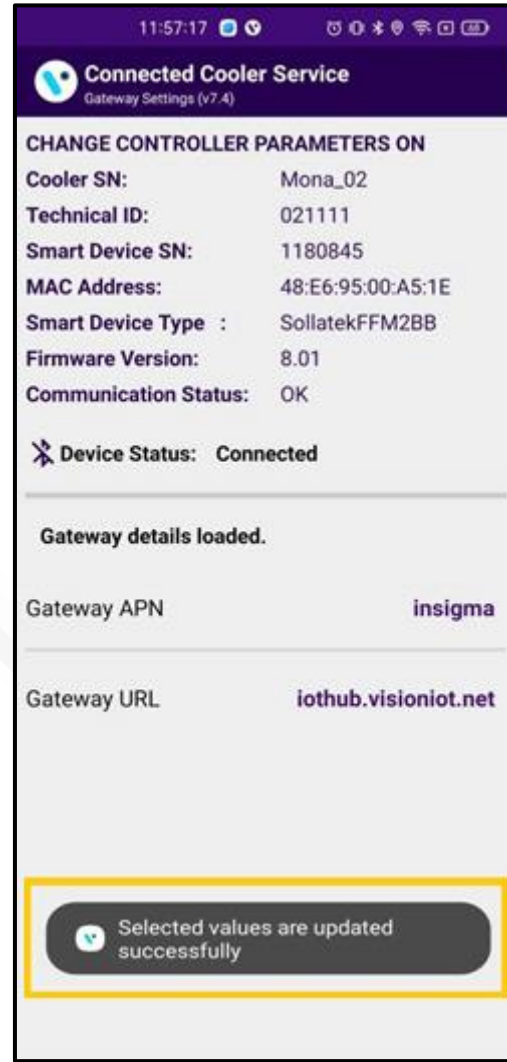 11:57:17
Connected Cooler Service
Gateway Settings (v7.4)
CHANGE CONTROLLER PARAMETERS ON
Cooler SN: Mona_02
Technical ID: 021111
Smart Device SN: 1180845
MAC Address: 48:E6:95:00:A5:1E
Smart Device Type : SollatekFFM2BB
Firmware Version: 8.01
Communication Status: OK
Device Status: Connected
Gateway details loaded.
Gateway APN insigma
Gateway URL iothub.visioniot.net
Selected values are updated
successfully